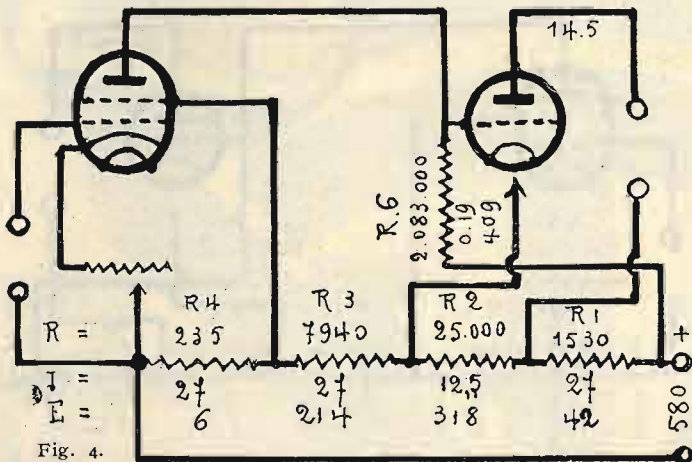 14.5
R.6
2.083.000
0.19
409
R = R4 R3 R2 R1 +
235 7940 25.000 1530
I = 27 27 12,5 27
E = 6 214 318 42
580
Fig. 4.